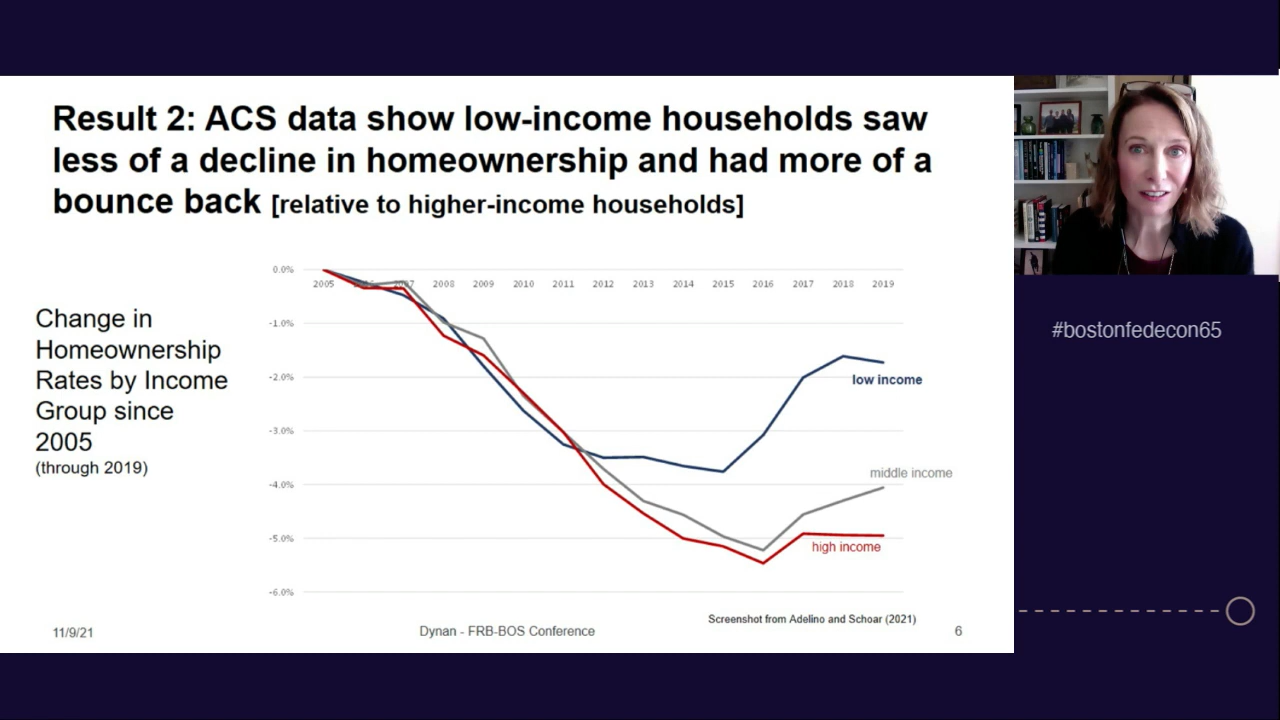 Result 2: ACS data show low-income households saw
less of a decline in homeownership and had more of a
bounce back [relative to higher-income households]
Change in
Homeownership
Rates by Income
Group since
2005
(through 2019)
0.0%
2005 2006 2007 2008 2009 2010 2011 2012 2013 2014 2015 2016 2017 2018 2019
-1.0%
-2.0%
low income
-3.0%
-4.0%
middle income
-5.0%
high income
-6.0%
Screenshot from Adelino and Schoar (2021)
11/9/21
Dynan - FRB-BOS Conference
6
#bostonfedecon65